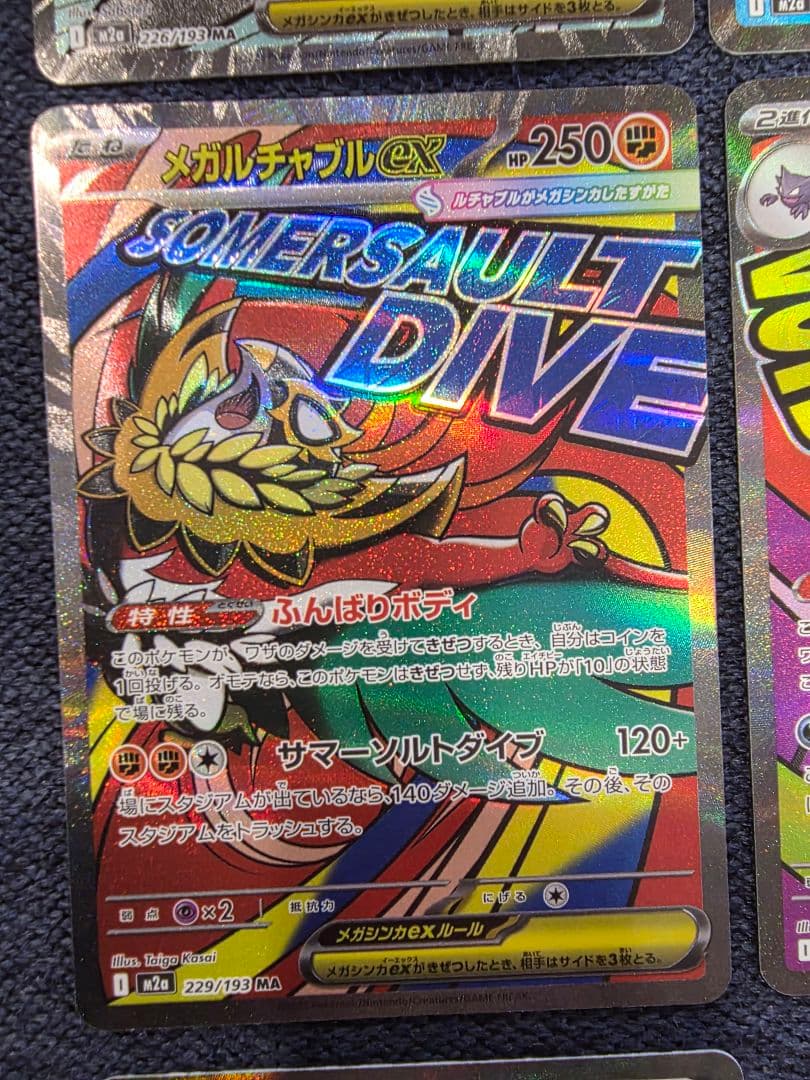 メガシンカexがきぜつしたとき、相手はサイドを3枚とる。
m2a 226/193 MA
m2a
たね メガルチャブルex HP250
ルチャブルがメガシンカしたすがた
SOMERSAULT
DIVE
特性 とくせい ふんばりボディ
このポケモンが、ワザのダメージを受けてきぜつするとき、自分はコインを
1回投げる。オモテなら、このポケモンはきぜつせず、残りHPが「10」の状態
で場に残る。
サマーソルトダイブ 120+
場にスタジアムが出ているなら、140ダメージ追加。その後、その
スタジアムをトラッシュする。
弱点 ×2 抵抗力 にげる
メガシンカexルール
メガシンカexがきぜつしたとき、相手はサイドを3枚とる。
Illus. Taiga Kasai
I m2a 229/193 MA
2進化